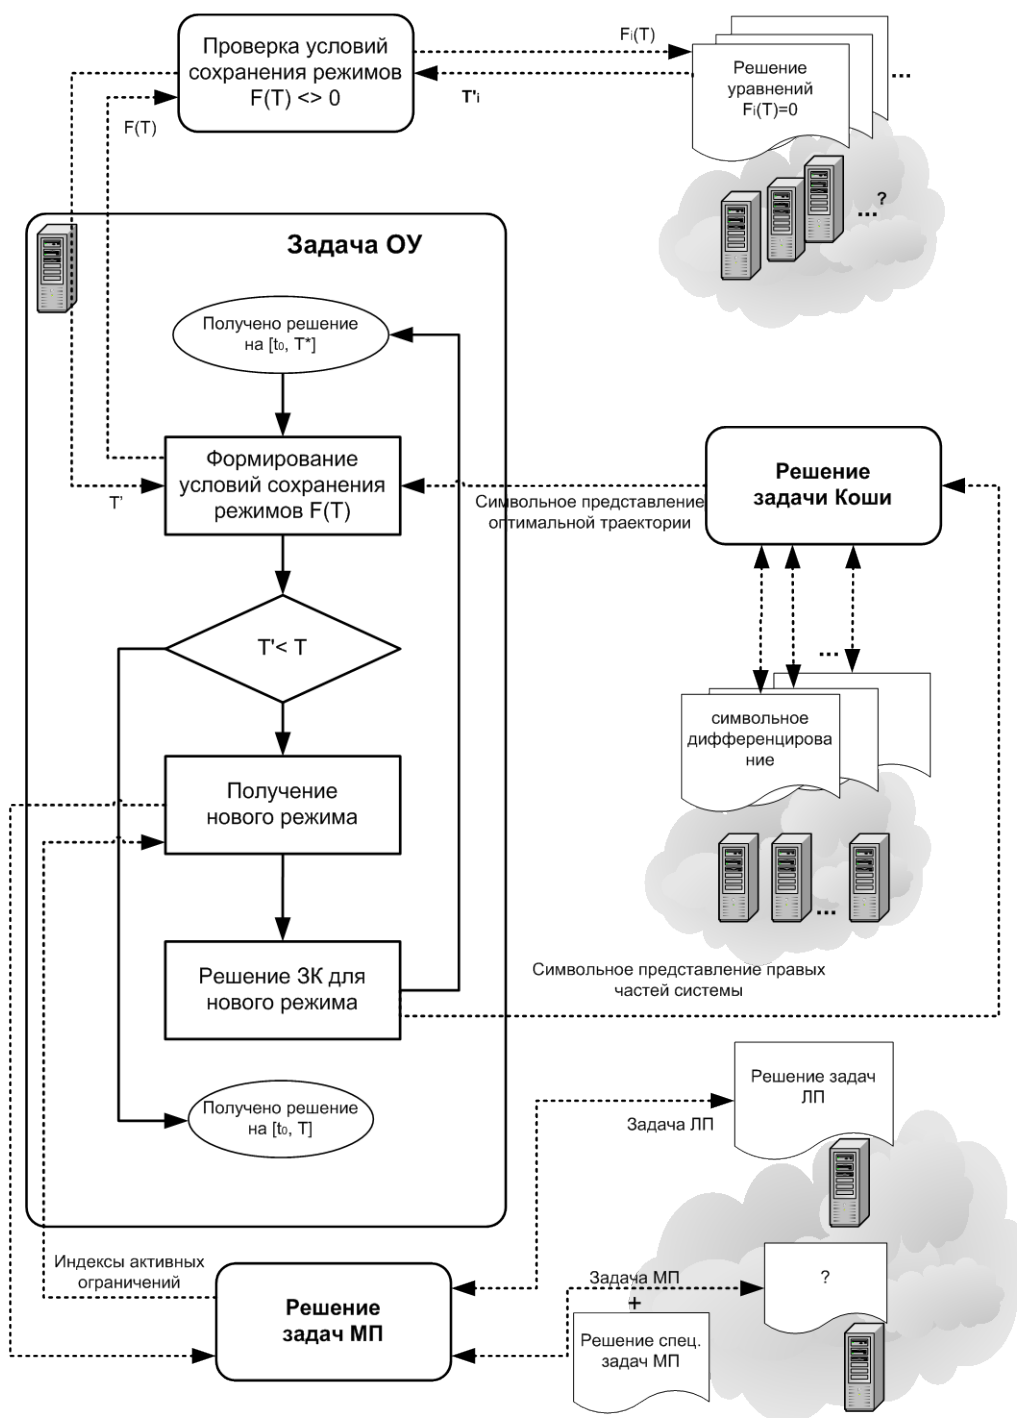 Проверка условий
сохранения режимов
F(T) <> 0
Fi(T)
T'i
Решение
уравнений
Fi(T)=0
...
F(T)
...?
Задача ОУ
Получено решение
на [t0, T*]
Формирование
условий сохранения
режимов F(T)
T'
Символьное представление
оптимальной траектории
Решение
задачи Коши
T'< T
...
символьное
дифференцирова
ние
Получение
нового режима
...
Решение ЗК для
нового режима
Символьное представление правых
частей системы
Получено решение
на [t0, T]
Решение задач
ЛП
Задача ЛП
Индексы активных
ограничений
Решение
задач МП
Задача МП
+
Решение спец.
задач МП
?